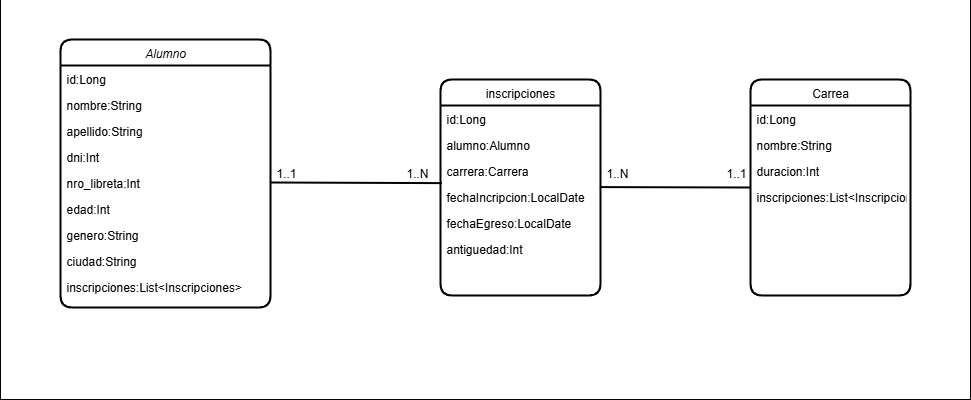 Alumno
id:Long
nombre:String
apellido:String
dni:Int
nro_libreta:Int
edad:Int
genero:String
ciudad:String
inscripciones:List<Inscripciones>
1..1
1..N
inscripciones
id:Long
alumno:Alumno
carrera:Carrera
fechaIncripcion:LocalDate
fechaEgreso:LocalDate
antiguedad:Int
1..N
1..1
Carrea
id:Long
nombre:String
duracion:Int
inscripciones:List<Inscripcio